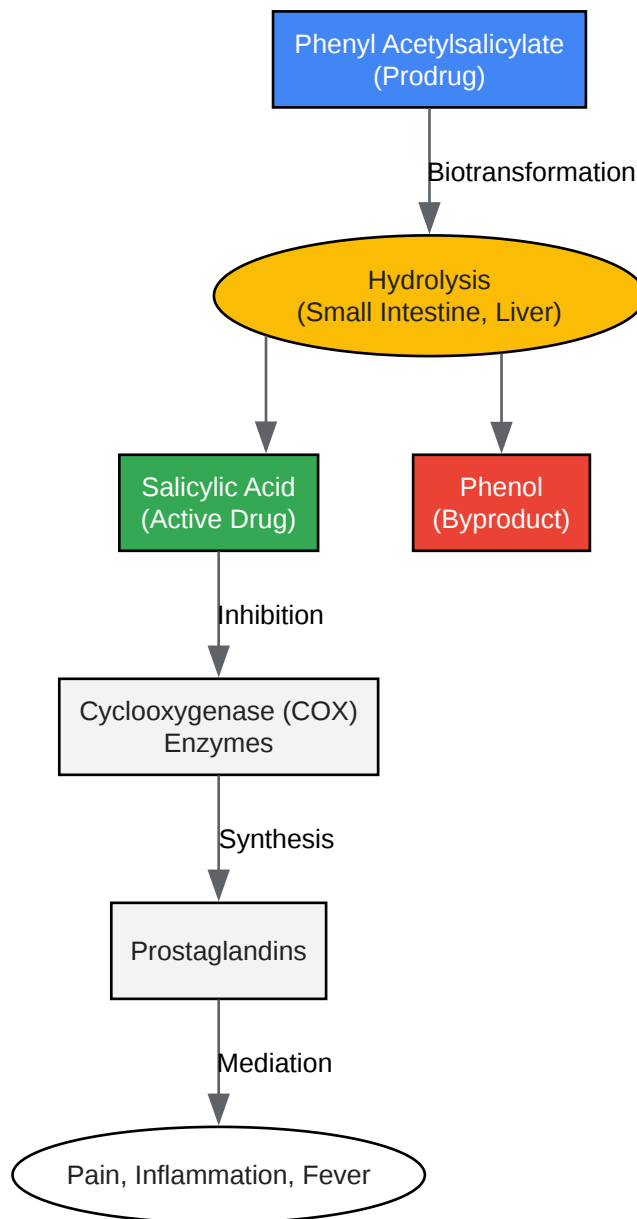 Phenyl Acetylsalicylate
(Prodrug)
Biotransformation
Hydrolysis
(Small Intestine, Liver)
Salicylic Acid
(Active Drug)
Phenol
(Byproduct)
Inhibition
Cyclooxygenase (COX)
Enzymes
Synthesis
Prostaglandins
Mediation
Pain, Inflammation, Fever